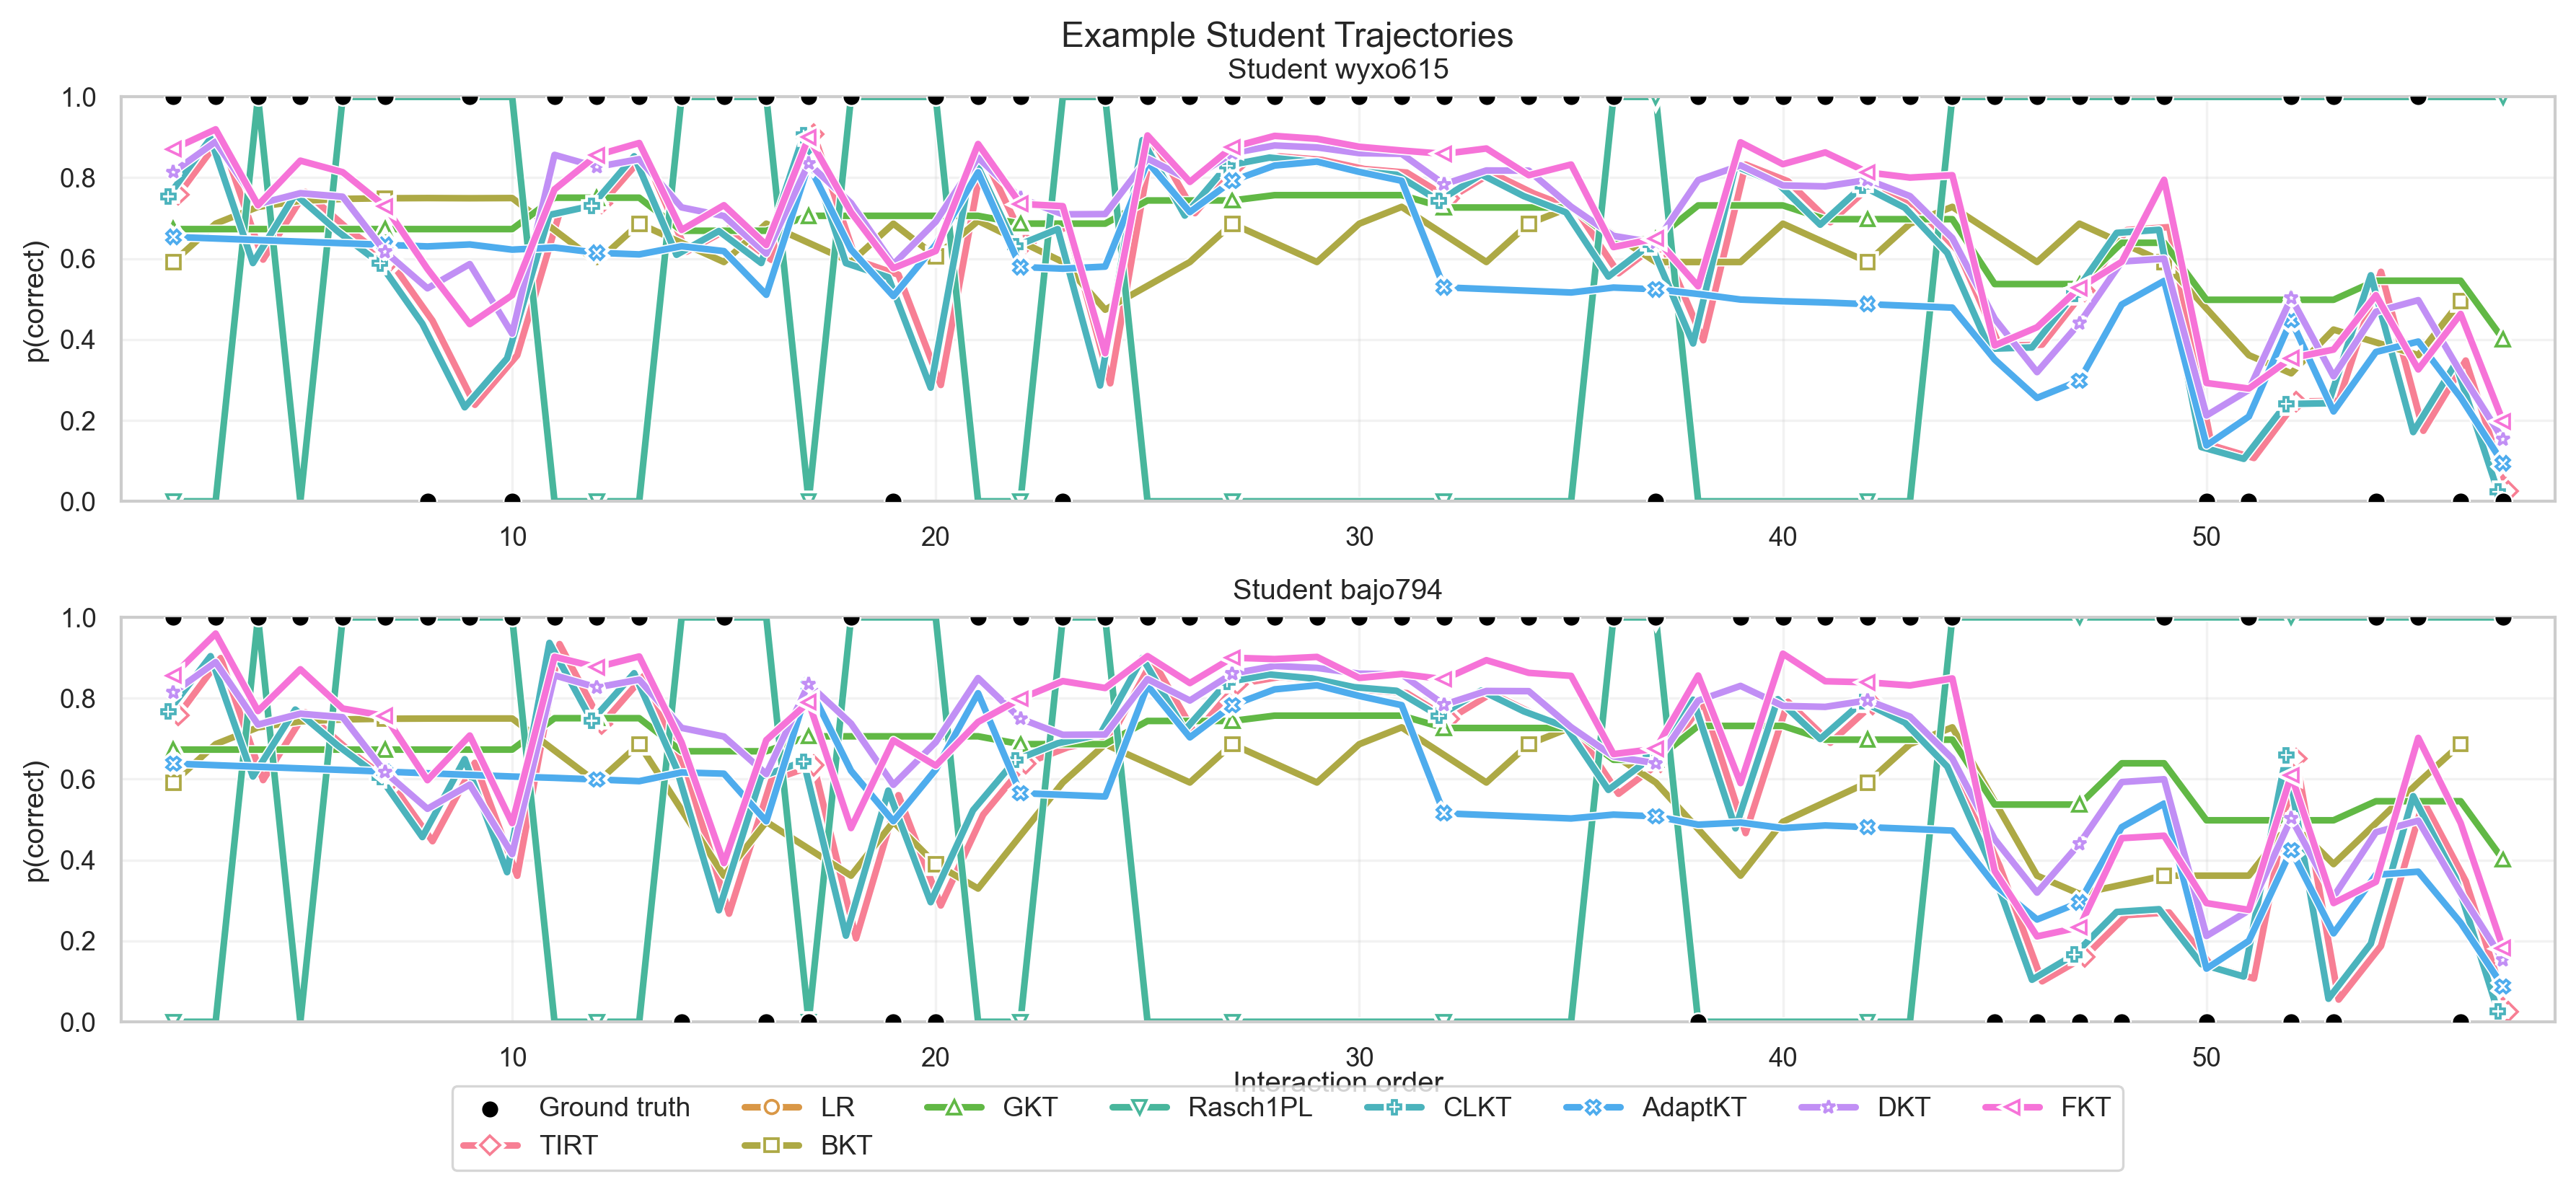 Example Student Trajectories
Student wyxo615
1.0
0.8
0.6
0.4
0.2
0.0
p(correct)
10 20 30 40 50
Student bajo794
1.0
0.8
0.6
0.4
0.2
0.0
p(correct)
10 20 30 40 50
Interaction order
Ground truth LR GKT Rasch1PL CLKT AdaptKT DKT FKT
TIRT BKT